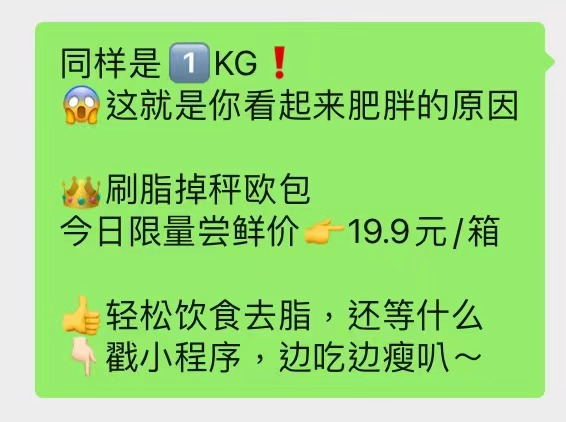 同样是1️⃣KG❗
😱这就是你看起来肥胖的原因
👑刷脂掉秤欧包
今日限量尝鲜价👉19.9元/箱
👍轻松饮食去脂，还等什么
👇🏻戳小程序，边吃边瘦叭～